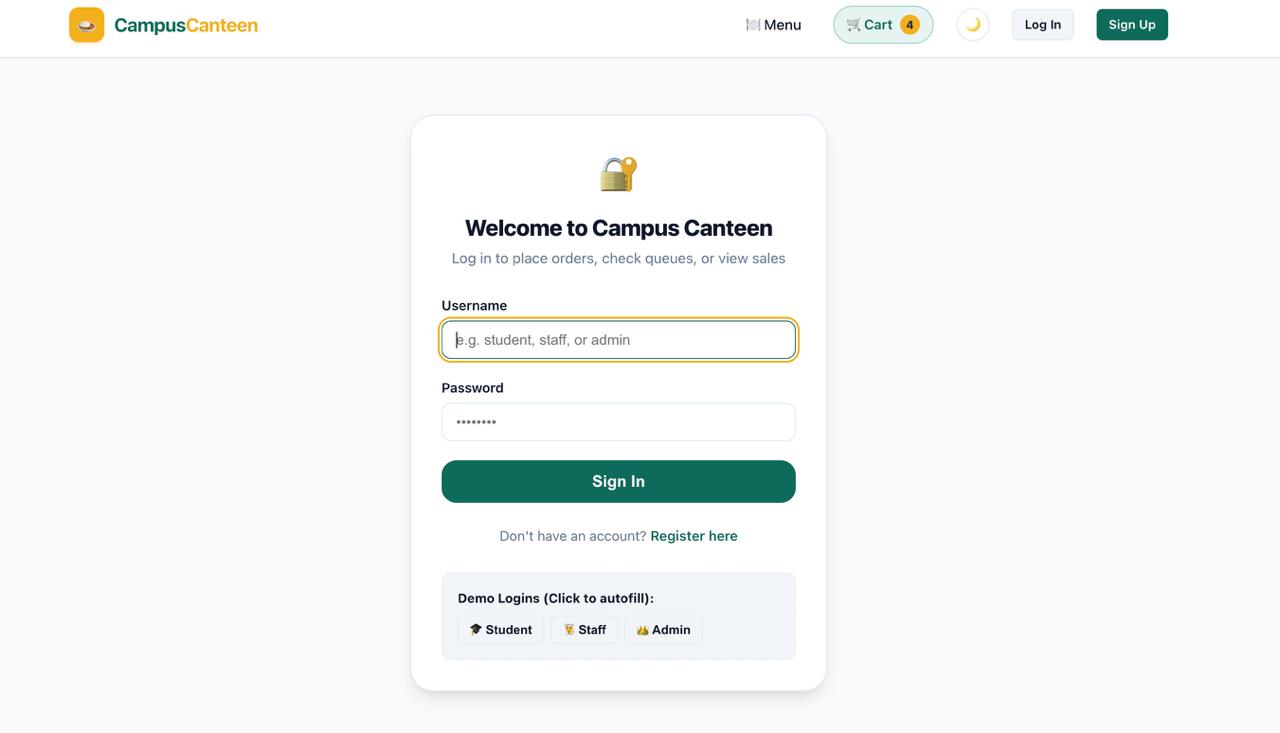 CampusCanteen
🍽️ Menu
🛒 Cart 4
Log In
Sign Up
Welcome to Campus Canteen
Log in to place orders, check queues, or view sales
Username
e.g. student, staff, or admin
Password
••••••••
Sign In
Don't have an account? Register here
Demo Logins (Click to autofill):
🎓 Student
👨‍🍳 Staff
👑 Admin